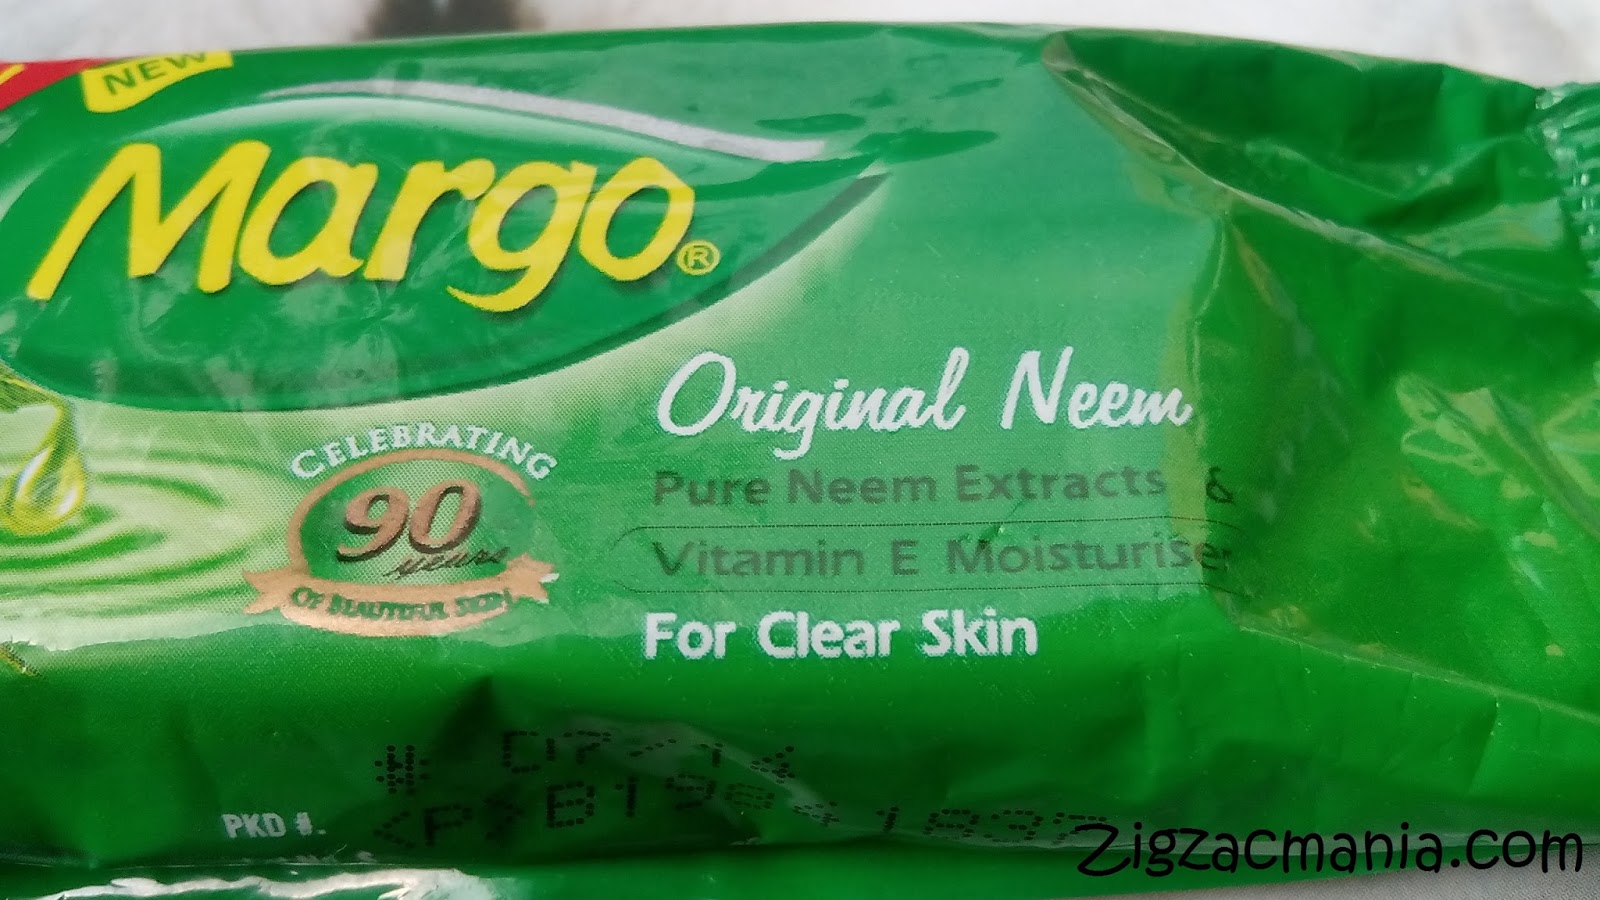 NEW
Margo®
Original Neem
Pure Neem Extracts &
Vitamin E Moisturiser
For Clear Skin
CELEBRATING
90
years
OF BEAUTIFUL SKIN
PKD #.
Zigzacmania.com